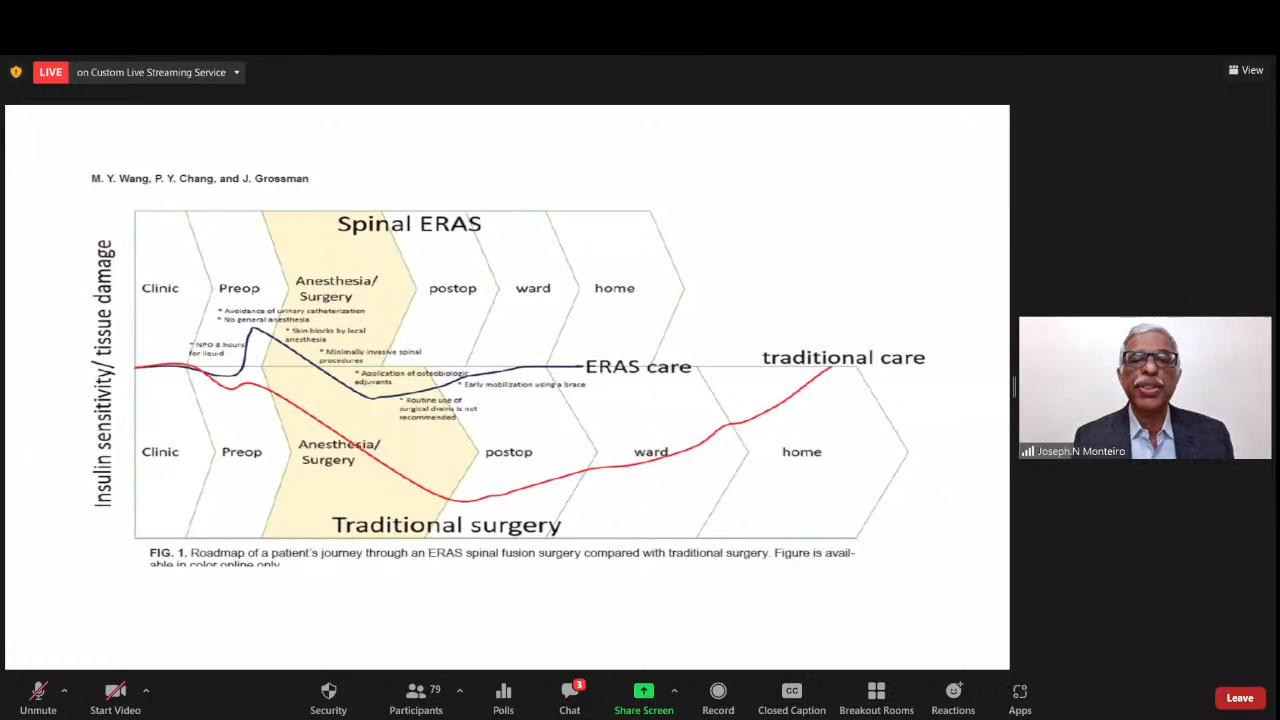 LIVE on Custom Live Streaming Service
View
M. Y. Wang, P. Y. Chang, and J. Grossman
Insulin sensitivity/ tissue damage
Spinal ERAS
Clinic
Preop
Anesthesia/
Surgery
postop
ward
home
* Avoidance of urinary catheterization
* No general anesthesia
* NPO 8 hours
for liquid
* Skin blocks by local
anesthesia
* Minimally invasive spinal
procedures
* Application of osteobiologic
adjuvants
* Early mobilization using a brace
* Routine use of
surgical drains is not
recommended
ERAS care
traditional care
Clinic
Preop
Anesthesia/
Surgery
postop
ward
home
Traditional surgery
FIG. 1. Roadmap of a patient's journey through an ERAS spinal fusion surgery compared with traditional surgery. Figure is avail-
able in color online only.
Joseph.N Monteiro
Unmute
Start Video
Security
Participants 79
Polls
Chat 3
Share Screen
Record
CC Closed Caption
Breakout Rooms
Reactions
Apps
Leave